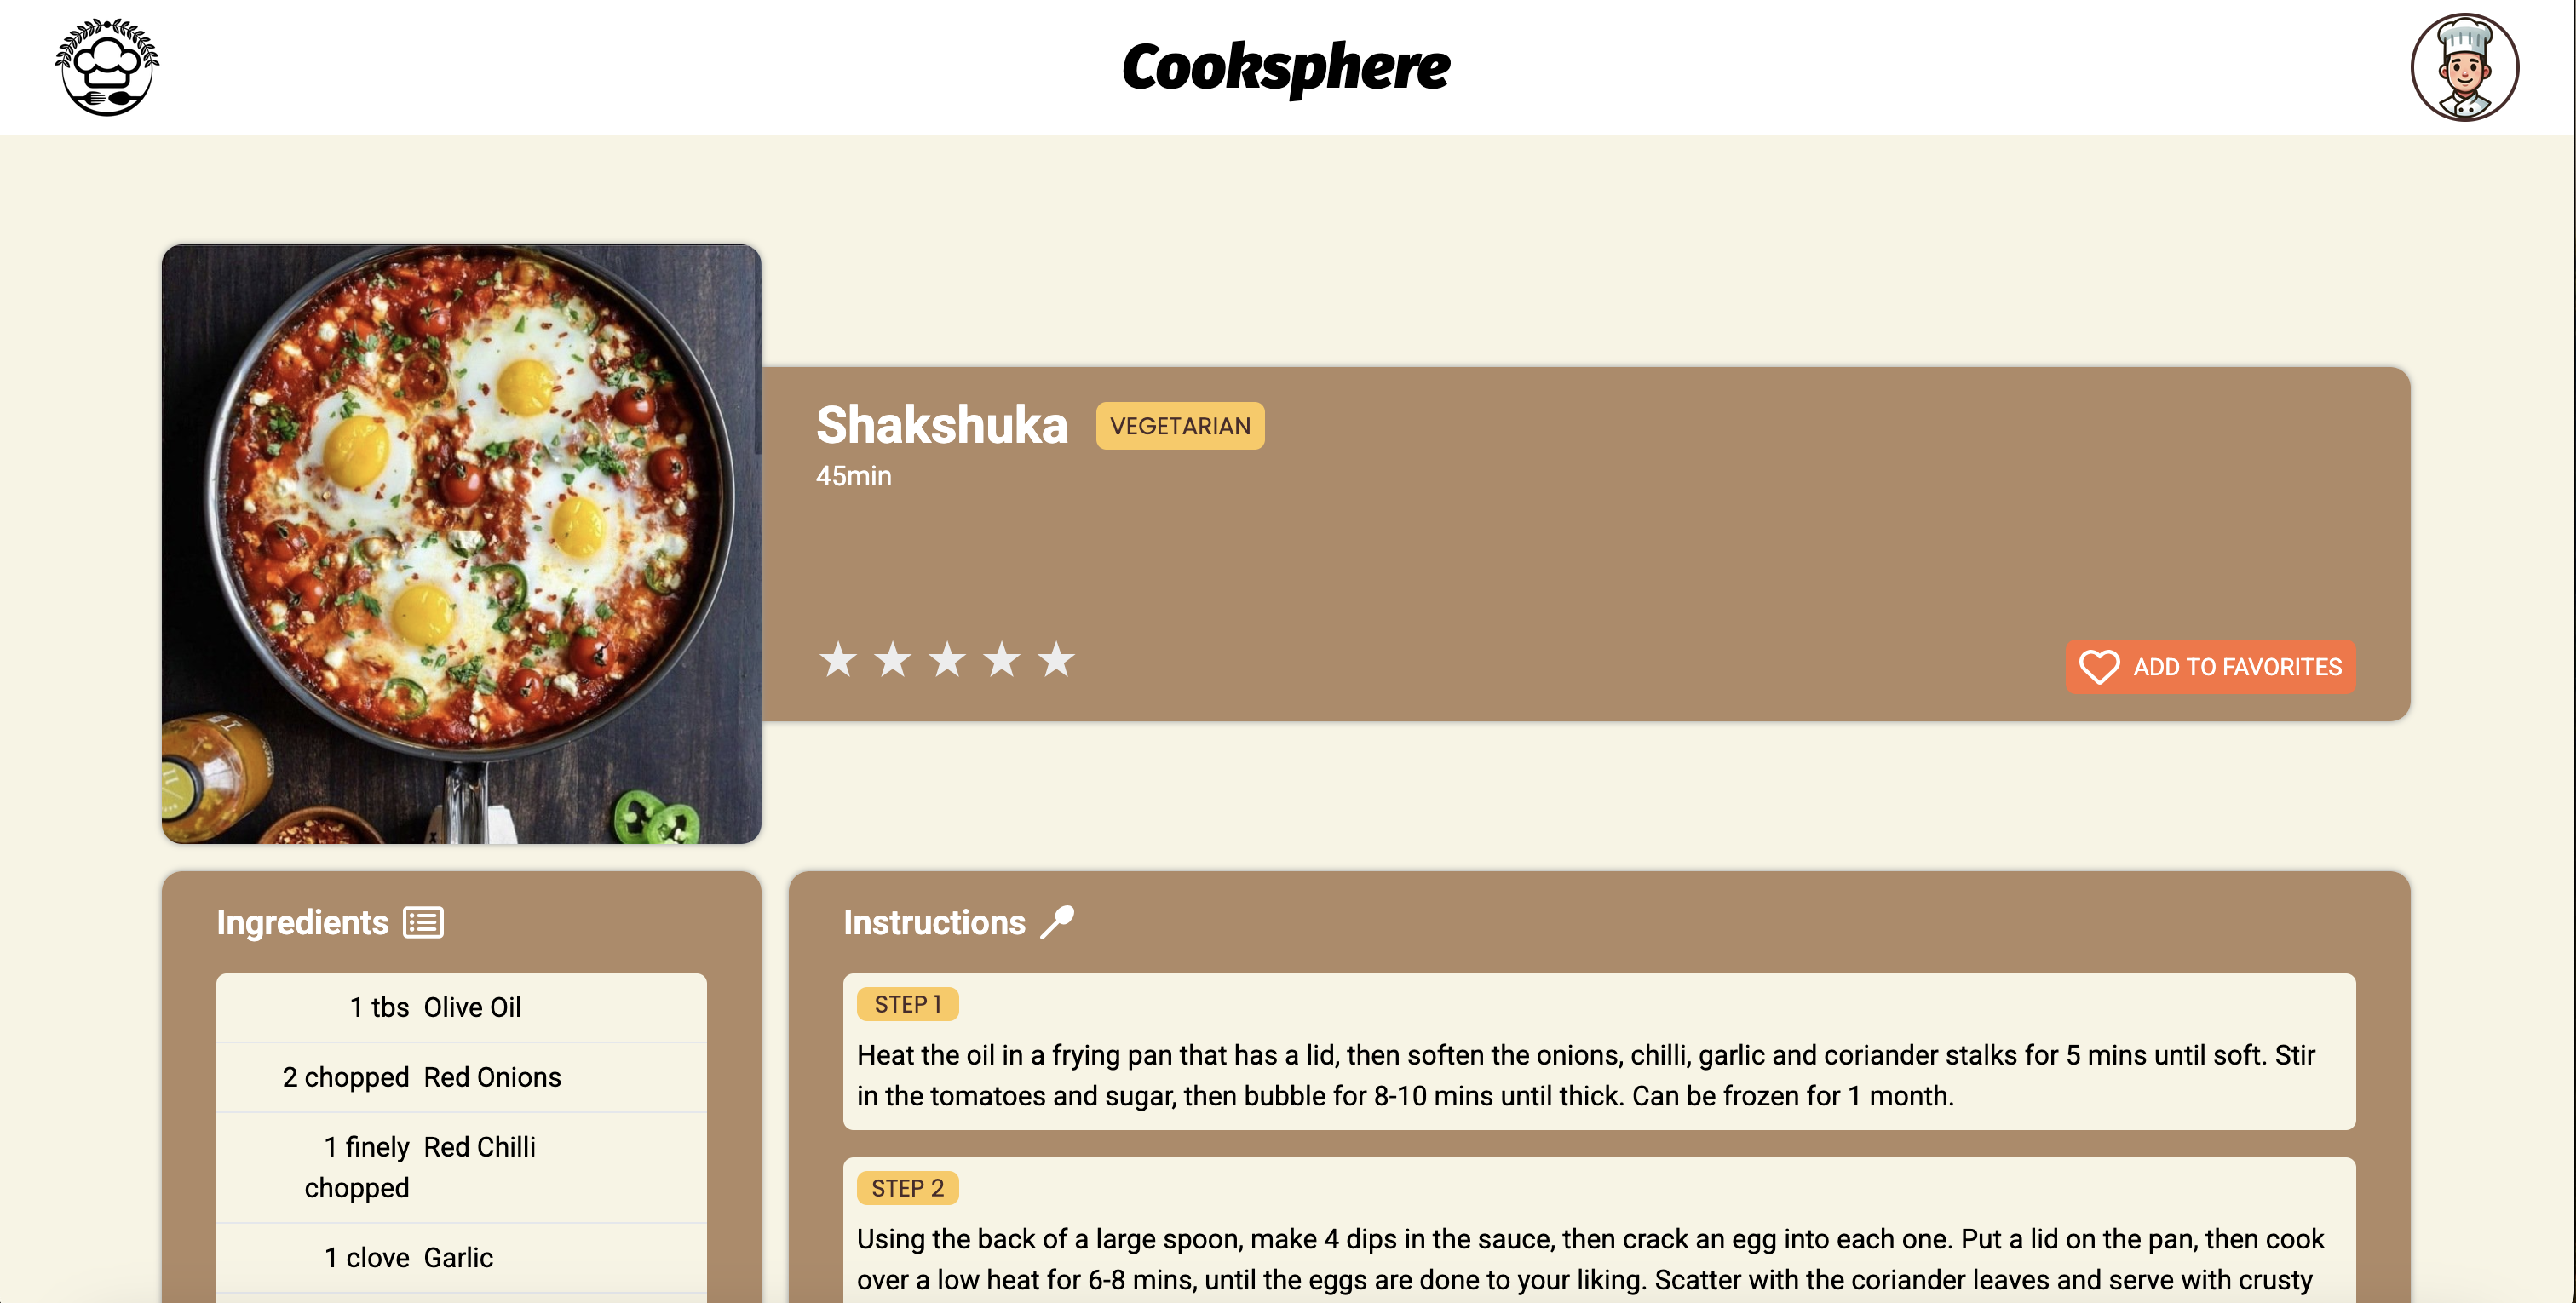 Cooksphere
Shakshuka VEGETARIAN
45min
ADD TO FAVORITES
Ingredients
1 tbs Olive Oil
2 chopped Red Onions
1 finely Red Chilli
chopped
1 clove Garlic
Instructions
STEP 1
Heat the oil in a frying pan that has a lid, then soften the onions, chilli, garlic and coriander stalks for 5 mins until soft. Stir
in the tomatoes and sugar, then bubble for 8-10 mins until thick. Can be frozen for 1 month.
STEP 2
Using the back of a large spoon, make 4 dips in the sauce, then crack an egg into each one. Put a lid on the pan, then cook
over a low heat for 6-8 mins, until the eggs are done to your liking. Scatter with the coriander leaves and serve with crusty